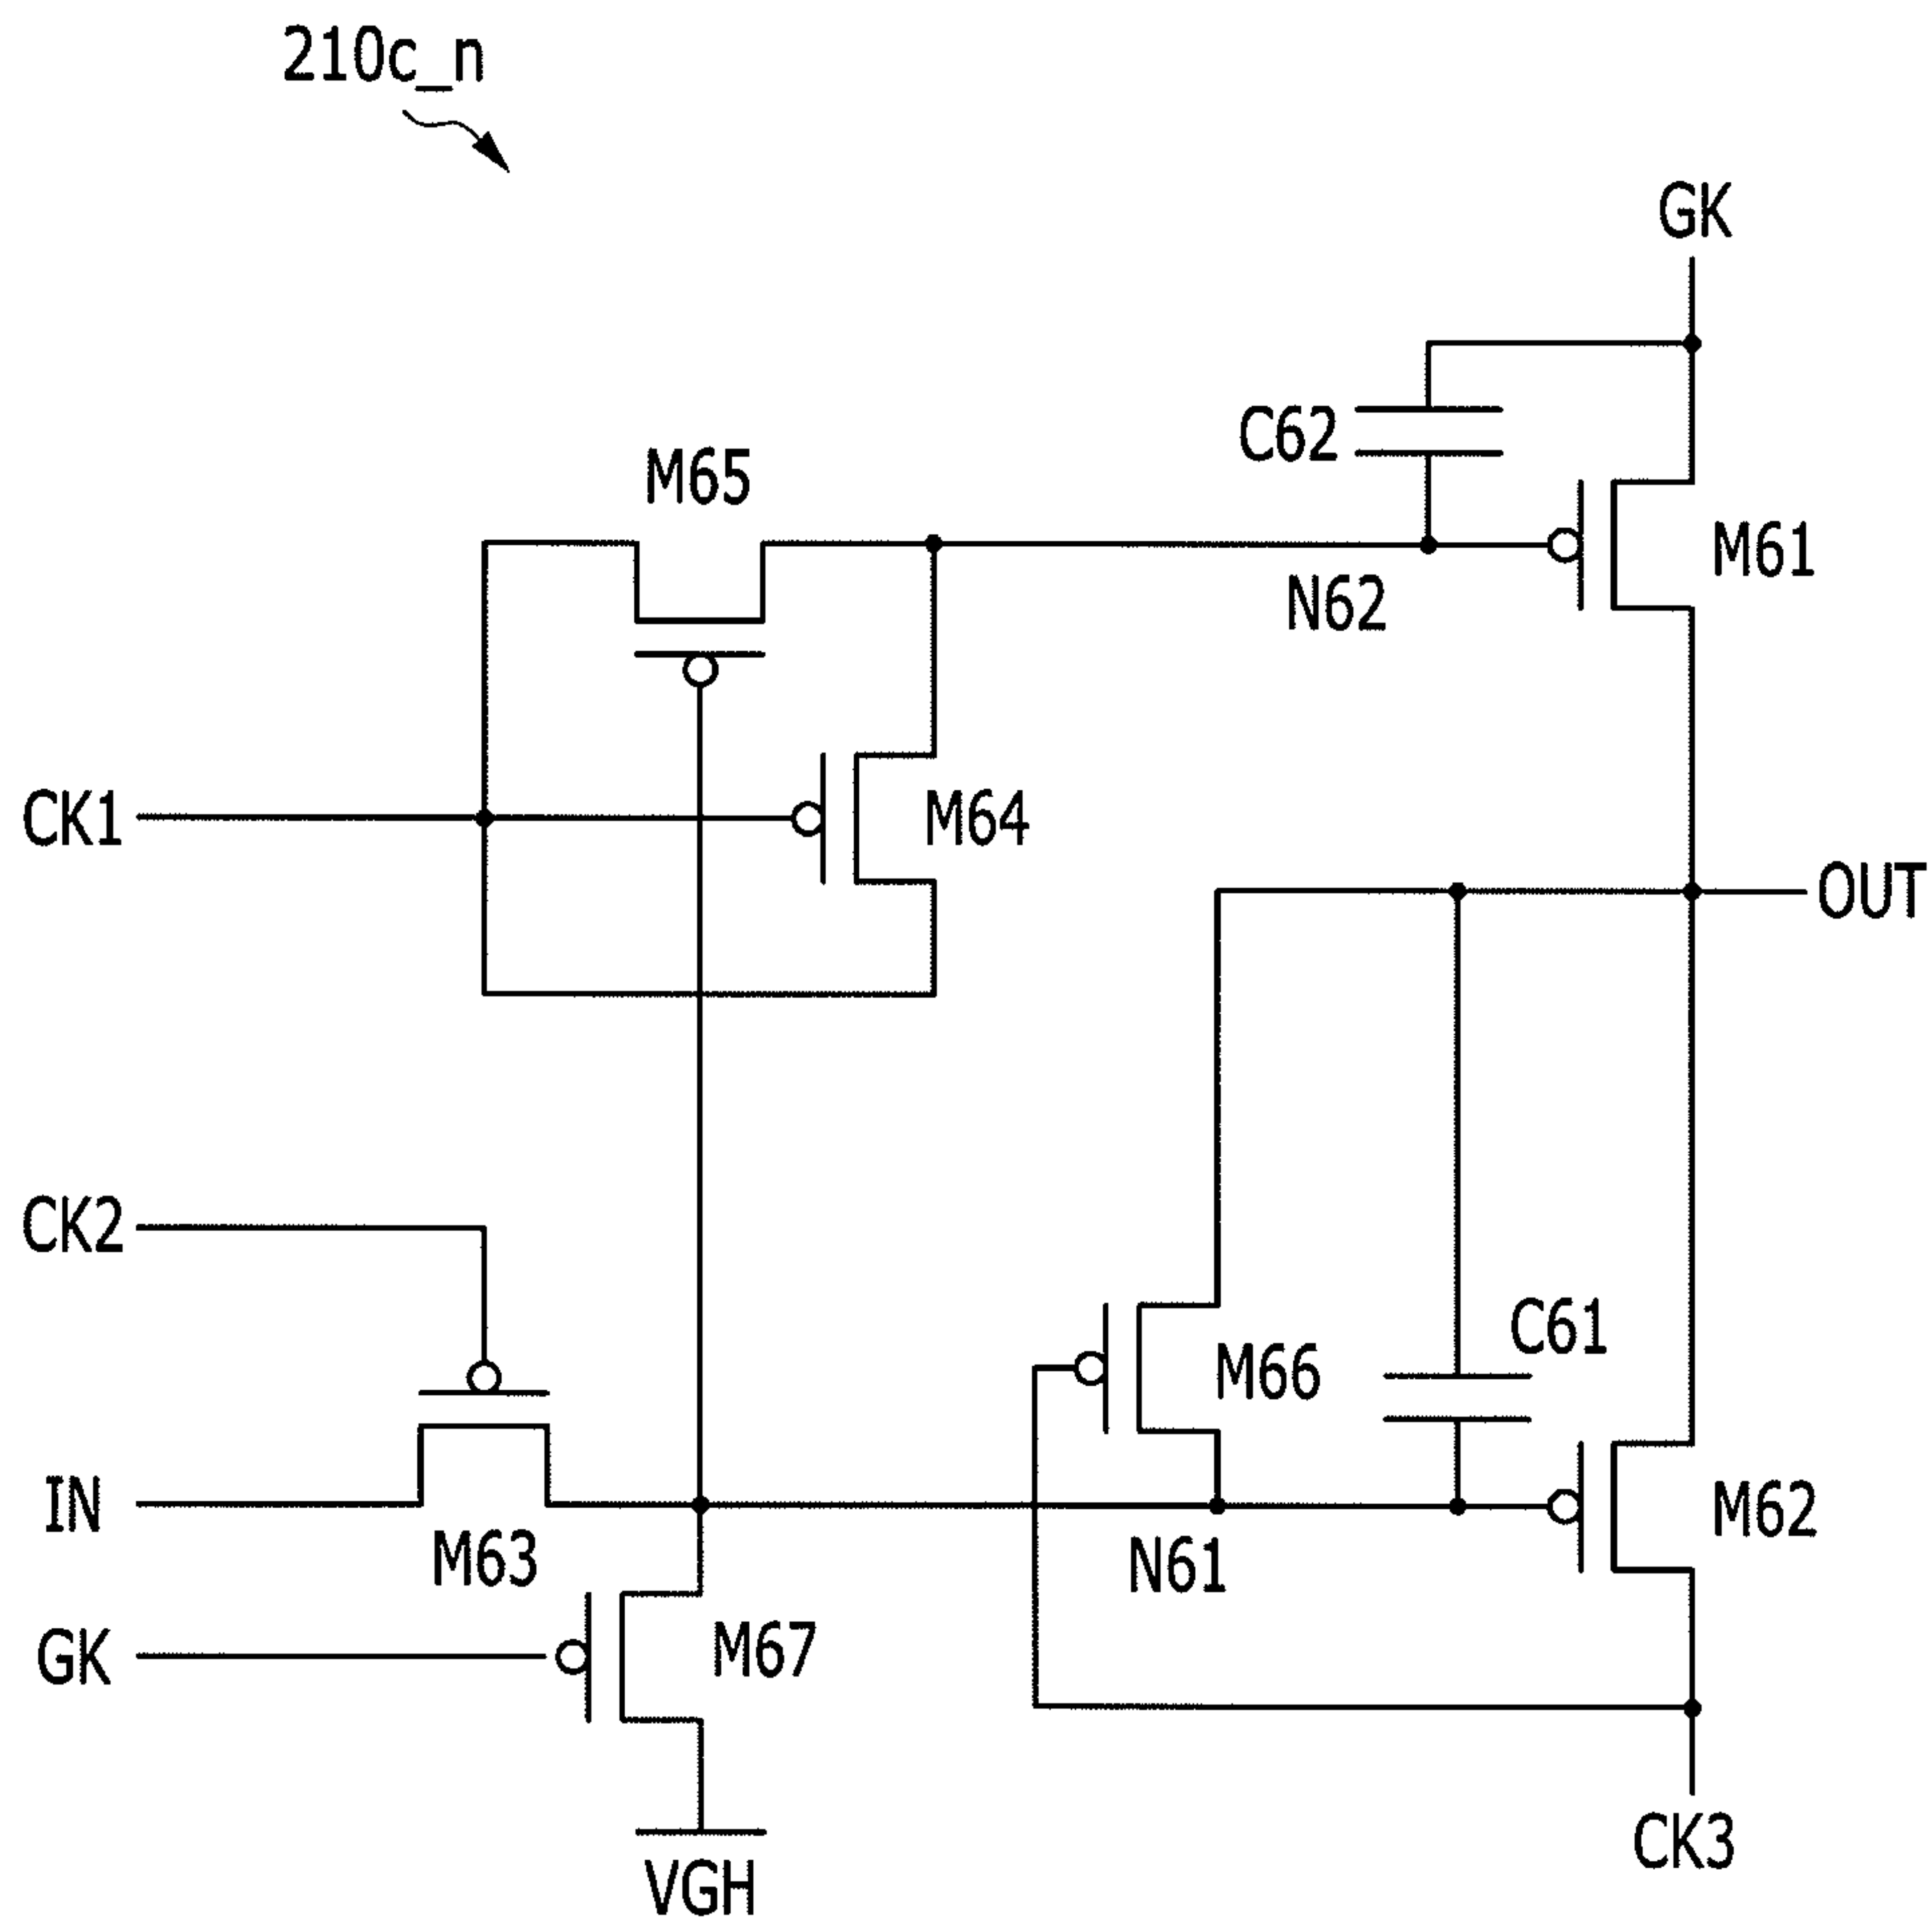 210c_n
GK
C62
M65
M61
N62
CK1
M64
OUT
CK2
C61
M66
IN
M62
M63
N61
GK
M67
CK3
VGH